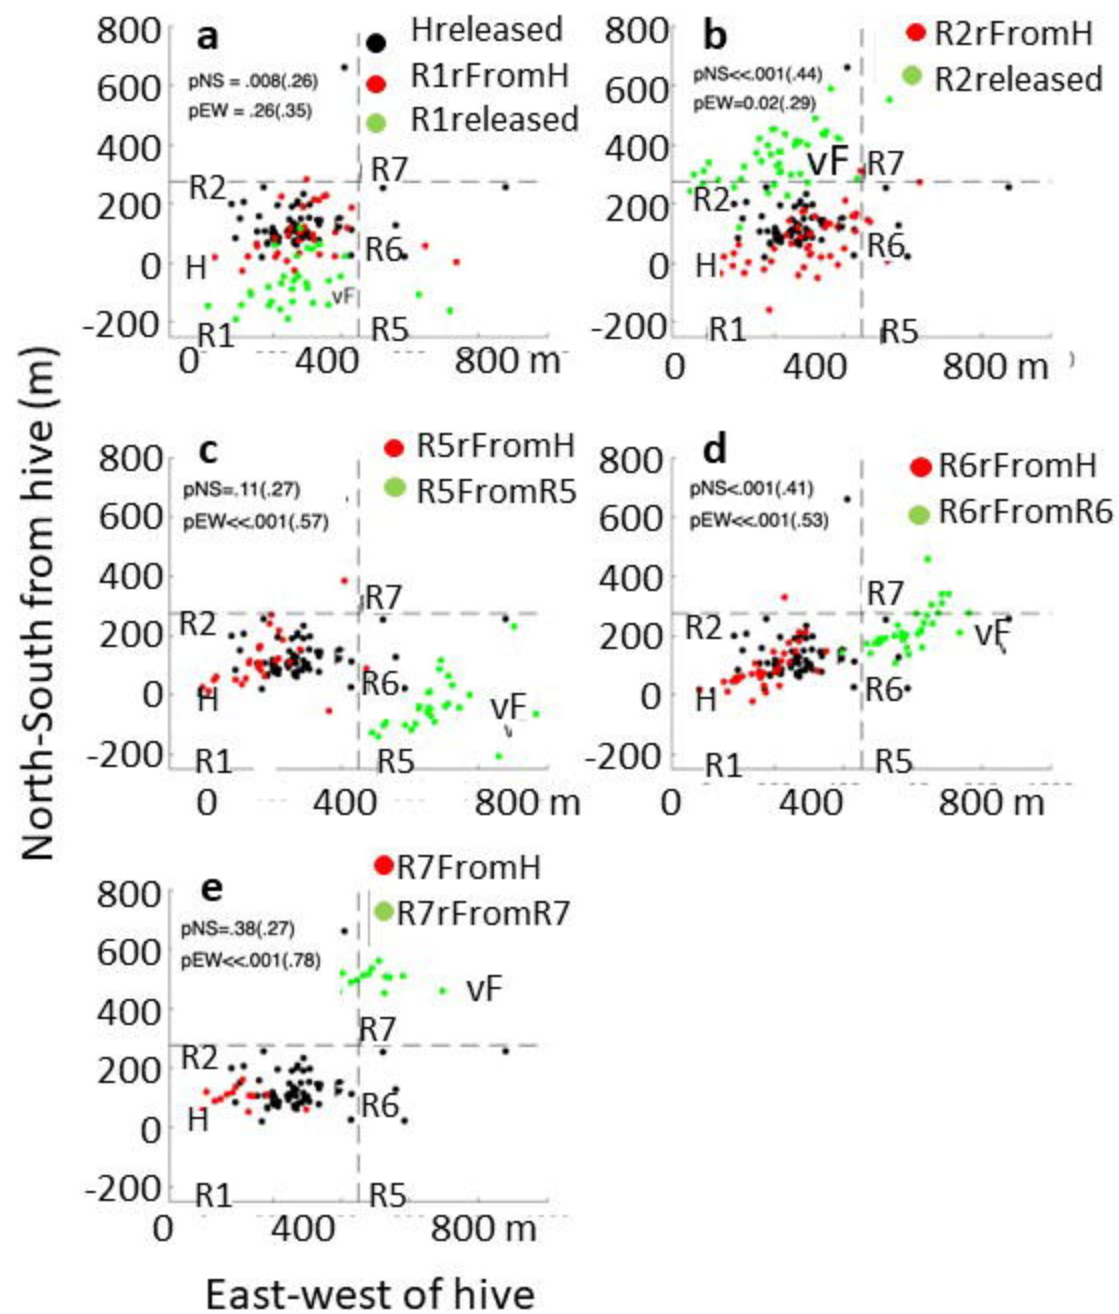 North-South from hive (m)
a
Hreleased
R1rFromH
R1released
pNS = .008(.26)
pEW = .26(.35)
800
600
400
200
0
-200
R2
R7
H
R6
vF
R1
R5
0 400 800 m
b
R2rFromH
R2released
pNS<<.001(.44)
pEW=0.02(.29)
800
600
400
200
0
-200
vF
R7
R2
R6
H
R1
R5
0 400 800 m
c
R5rFromH
R5FromR5
pNS=.11(.27)
pEW<<.001(.57)
800
600
400
200
0
-200
R7
R2
R6
H
vF
R1
R5
0 400 800 m
d
R6rFromH
R6rFromR6
pNS<.001(.41)
pEW<<.001(.53)
800
600
400
200
0
-200
R7
R2
vF
R6
H
R1
R5
0 400 800 m
e
R7FromH
R7rFromR7
pNS=.38(.27)
pEW<<.001(.78)
800
600
400
200
0
-200
vF
R7
R2
R6
H
R1
R5
0 400 800 m
East-west of hive